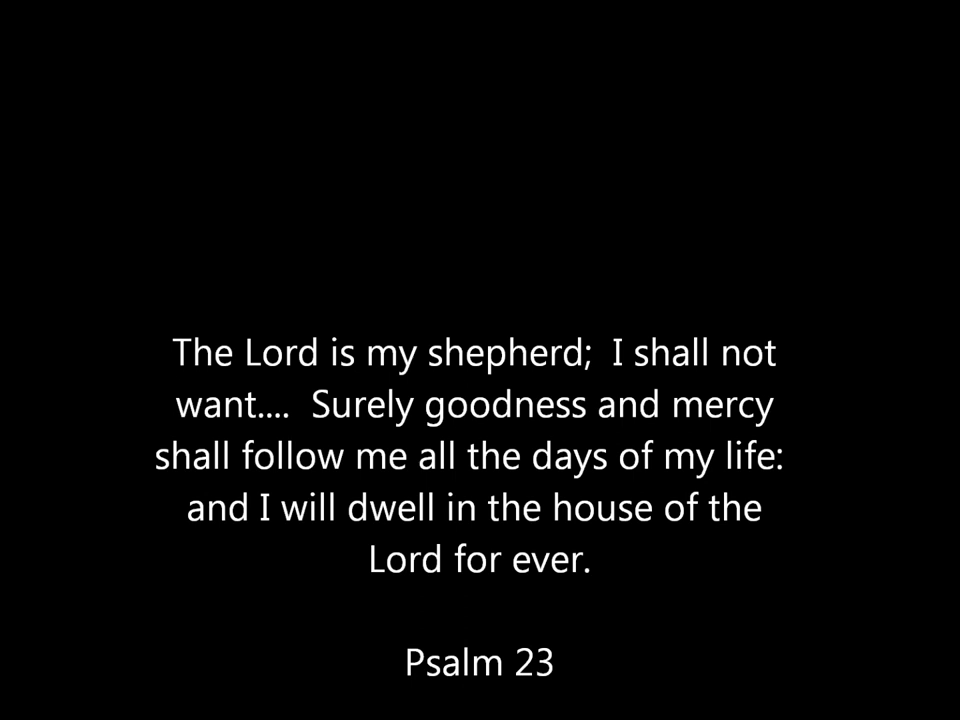 The Lord is my shepherd;  I shall not
want....  Surely goodness and mercy
shall follow me all the days of my life:
and I will dwell in the house of the
Lord for ever.
Psalm 23